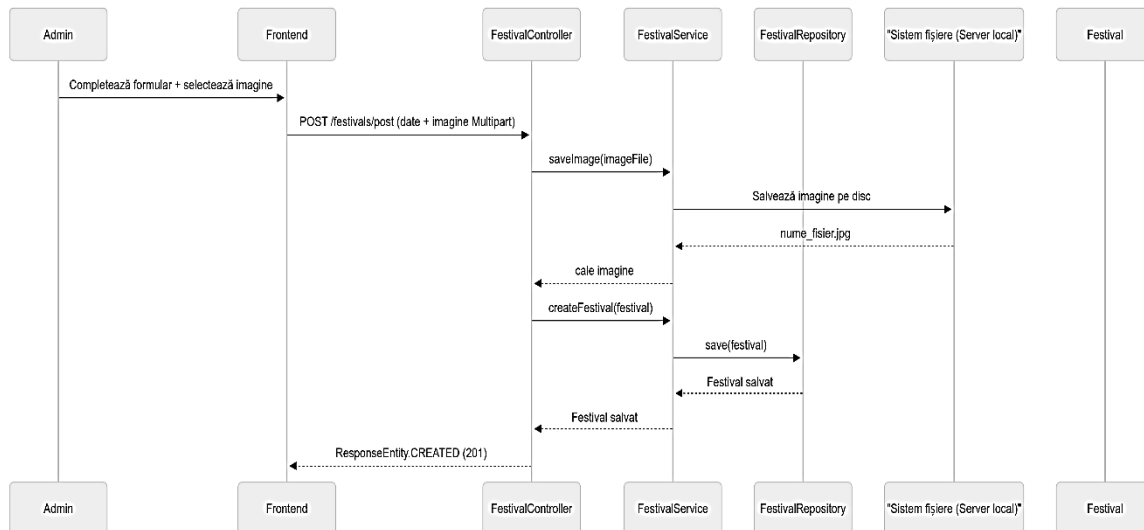 Admin
Frontend
FestivalController
FestivalService
FestivalRepository
"Sistem fișiere (Server local)"
Festival
Completează formular + selectează imagine
POST /festivals/post (date + imagine Multipart)
saveImage(imageFile)
Salvează imagine pe disc
nume_fisier.jpg
cale imagine
createFestival(festival)
save(festival)
Festival salvat
Festival salvat
ResponseEntity.CREATED (201)
Admin
Frontend
FestivalController
FestivalService
FestivalRepository
"Sistem fișiere (Server local)"
Festival